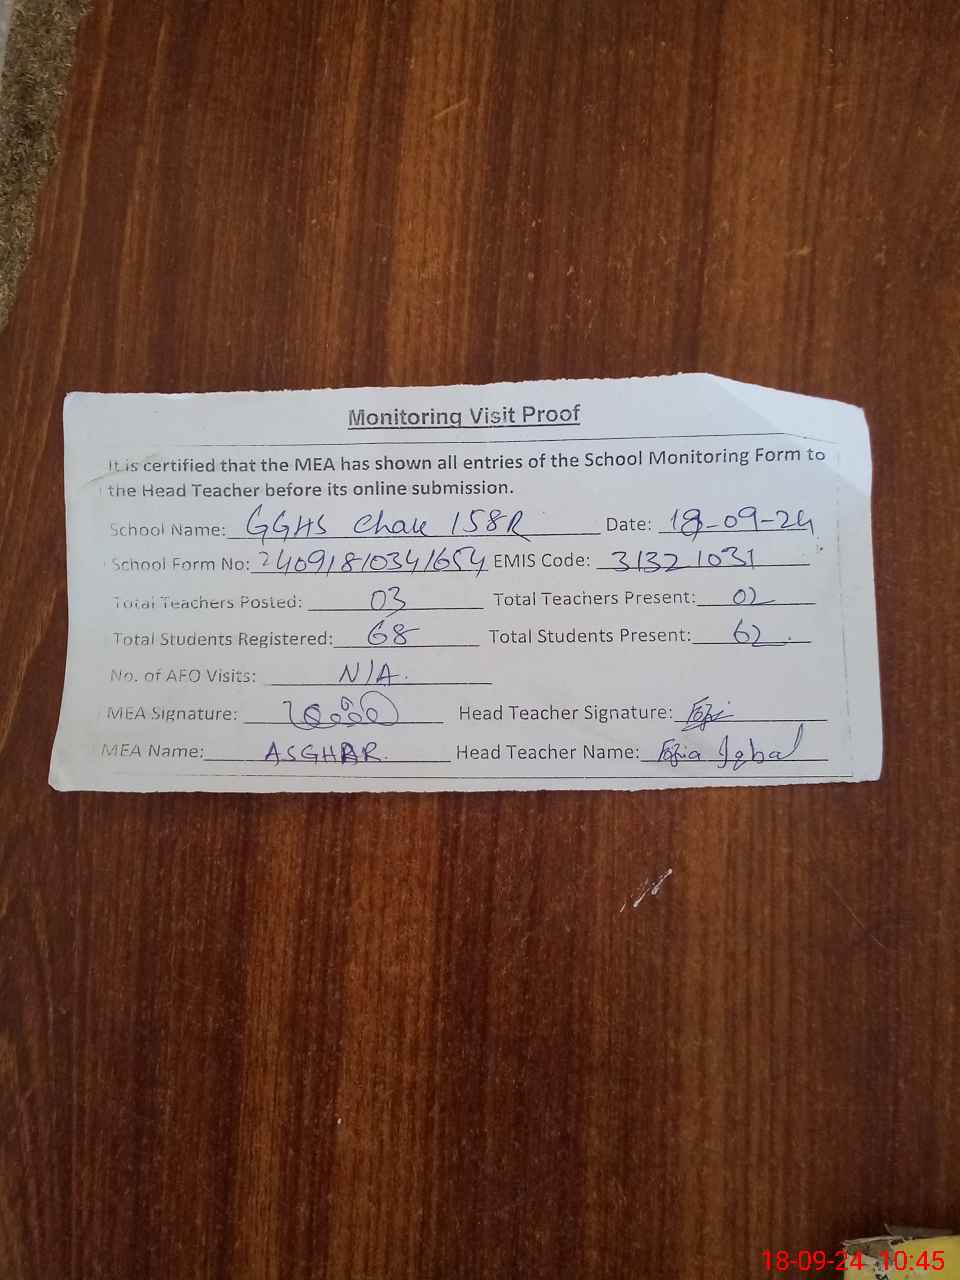 Monitoring Visit Proof
It is certified that the MEA has shown all entries of the School Monitoring Form to
the Head Teacher before its online submission.
School Name: GGHS Chak 158R Date: 18-09-24
School Form No: 24091810341654 EMIS Code: 31321031
Total Teachers Posted: 03 Total Teachers Present: 02
Total Students Registered: 68 Total Students Present: 62
No. of AEO Visits: N/A.
MEA Signature: Head Teacher Signature:
MEA Name: ASGHAR. Head Teacher Name: Fozia Iqbal
18-09-24 10:45